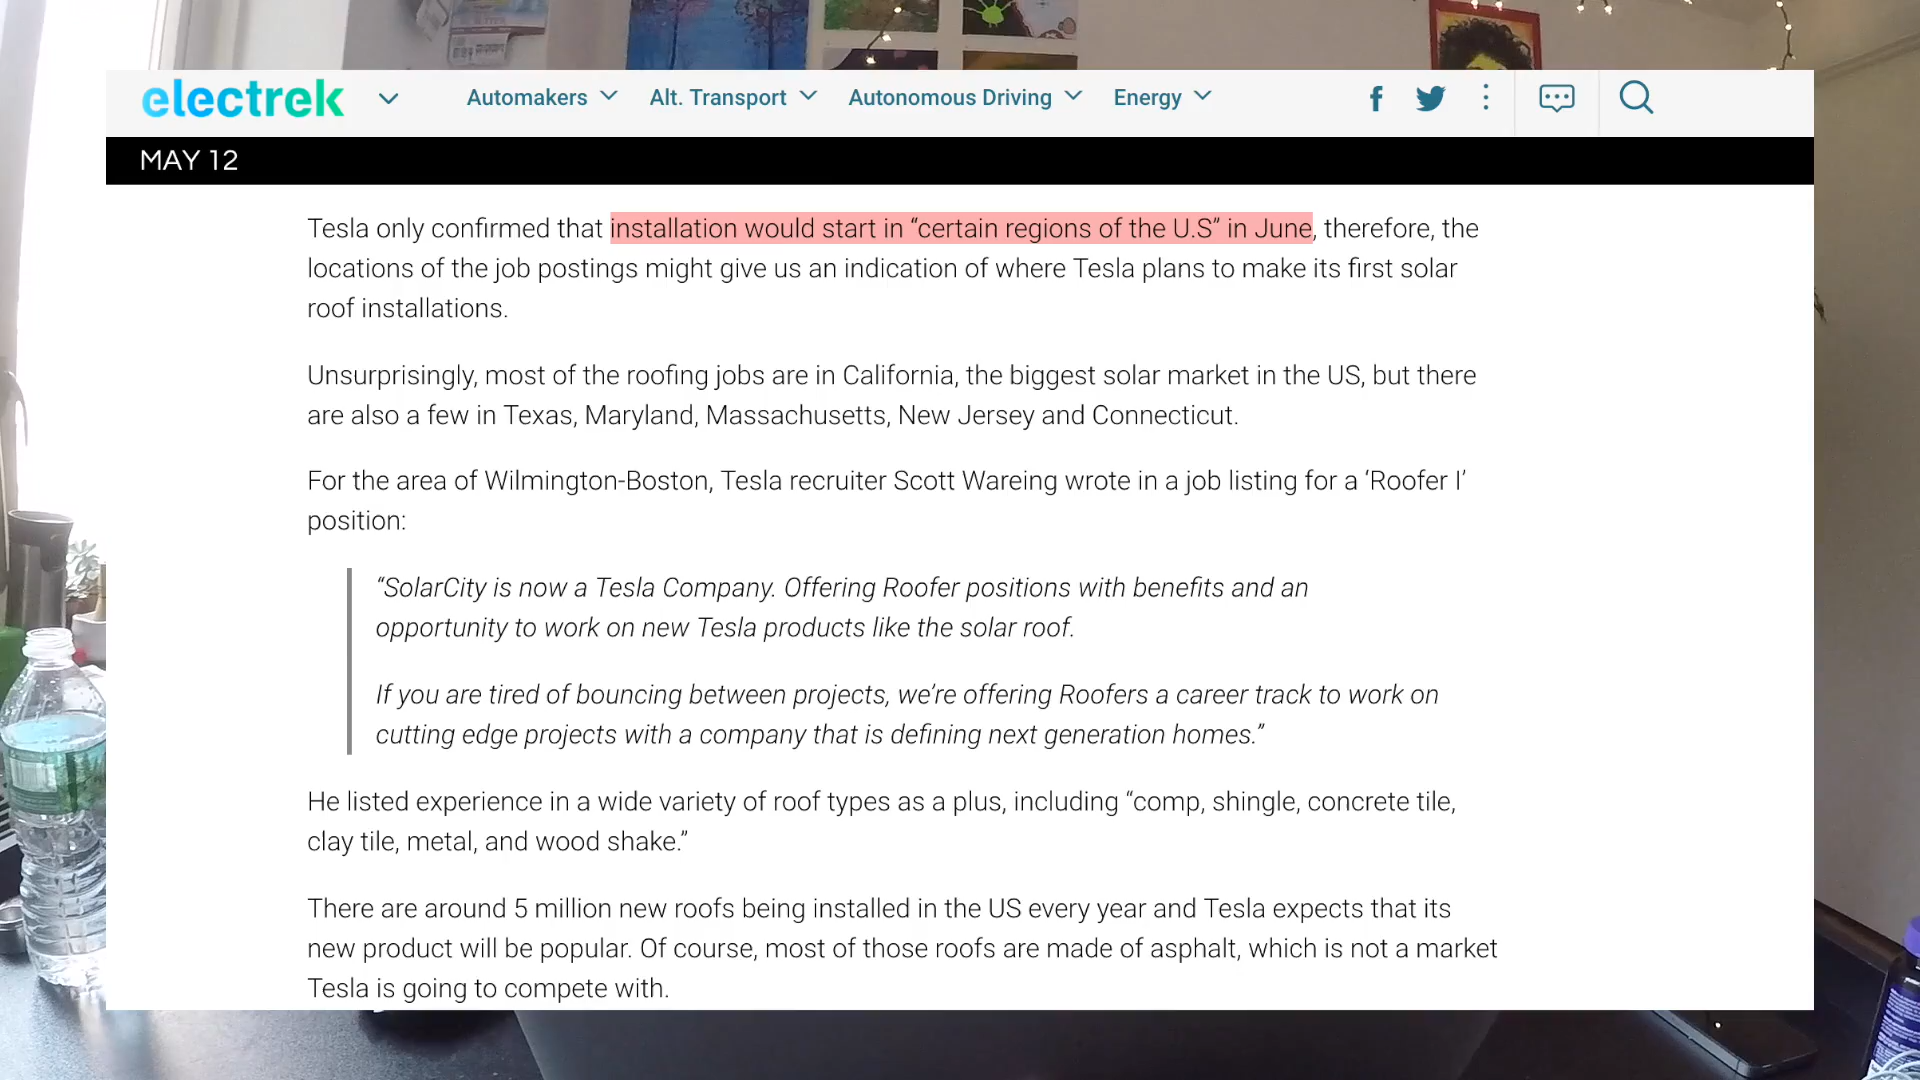 electrek
Automakers
Alt. Transport
Autonomous Driving
Energy
MAY 12
Tesla only confirmed that installation would start in “certain regions of the U.S” in June, therefore, the
locations of the job postings might give us an indication of where Tesla plans to make its first solar
roof installations.
Unsurprisingly, most of the roofing jobs are in California, the biggest solar market in the US, but there
are also a few in Texas, Maryland, Massachusetts, New Jersey and Connecticut.
For the area of Wilmington-Boston, Tesla recruiter Scott Wareing wrote in a job listing for a ‘Roofer I’
position:
“SolarCity is now a Tesla Company. Offering Roofer positions with benefits and an
opportunity to work on new Tesla products like the solar roof.
If you are tired of bouncing between projects, we’re offering Roofers a career track to work on
cutting edge projects with a company that is defining next generation homes.”
He listed experience in a wide variety of roof types as a plus, including “comp, shingle, concrete tile,
clay tile, metal, and wood shake.”
There are around 5 million new roofs being installed in the US every year and Tesla expects that its
new product will be popular. Of course, most of those roofs are made of asphalt, which is not a market
Tesla is going to compete with.